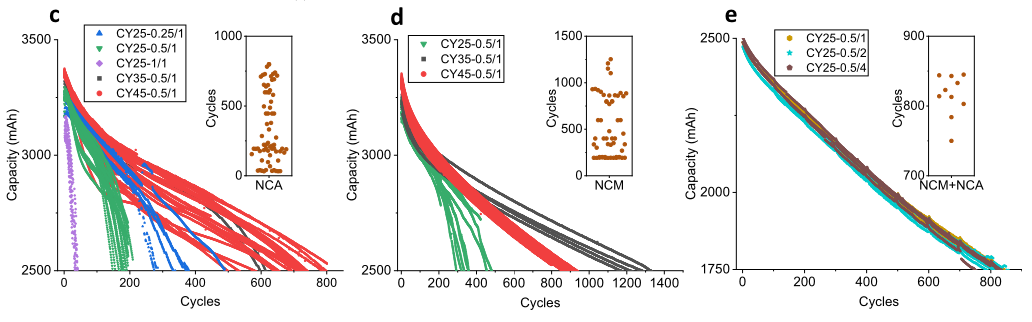 c
3500
3000
2500
Capacity (mAh)
0 200 400 600 800
Cycles
CY25-0.25/1
CY25-0.5/1
CY25-1/1
CY35-0.5/1
CY45-0.5/1
1000
500
0
Cycles
NCA
d
3500
3000
2500
Capacity (mAh)
0 200 400 600 800 1000 1200 1400
Cycles
CY25-0.5/1
CY35-0.5/1
CY45-0.5/1
1500
1000
500
0
Cycles
NCM
e
2500
2000
1750
Capacity (mAh)
0 200 400 600 800
Cycles
CY25-0.5/1
CY25-0.5/2
CY25-0.5/4
900
800
700
Cycles
NCM+NCA